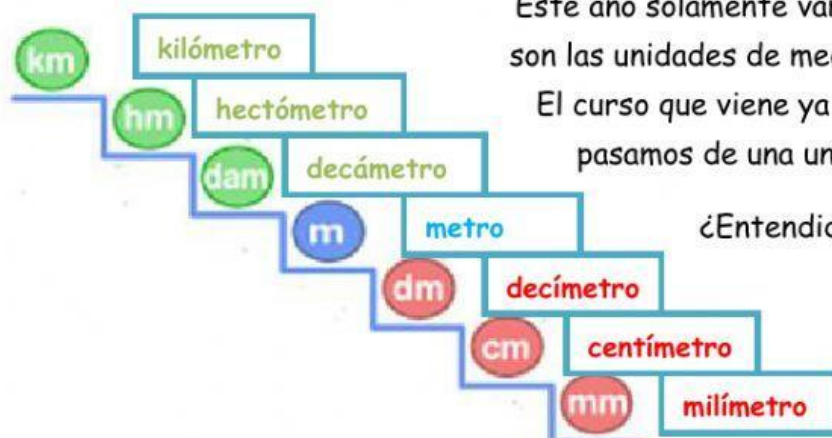 Este año solamente
km kilómetro
son las unidades de
hm hectómetro
El curso que viene ya
dam decámetro
pasamos de una
m metro
dm decímetro
cm centímetro
mm milímetro